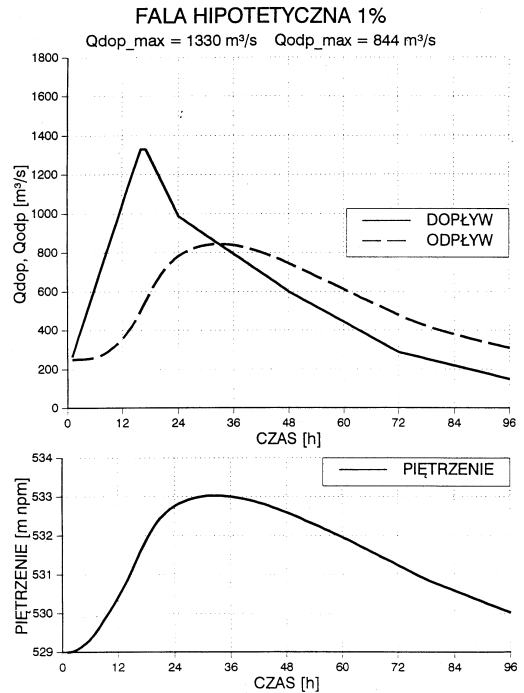 FALA HIPOTETYCZNA 1%
Qdop_max = 1330 m³/s Qodp_max = 844 m³/s
Qdop, Qodp [m³/s]
1800
1600
1400
1200
1000
800
600
400
200
0
DOPŁYW
ODPŁYW
0 12 24 36 48 60 72 84 96
CZAS [h]
PIĘTRZENIE [m npm]
534
533
532
531
530
529
PIĘTRZENIE
0 12 24 36 48 60 72 84 96
CZAS [h]